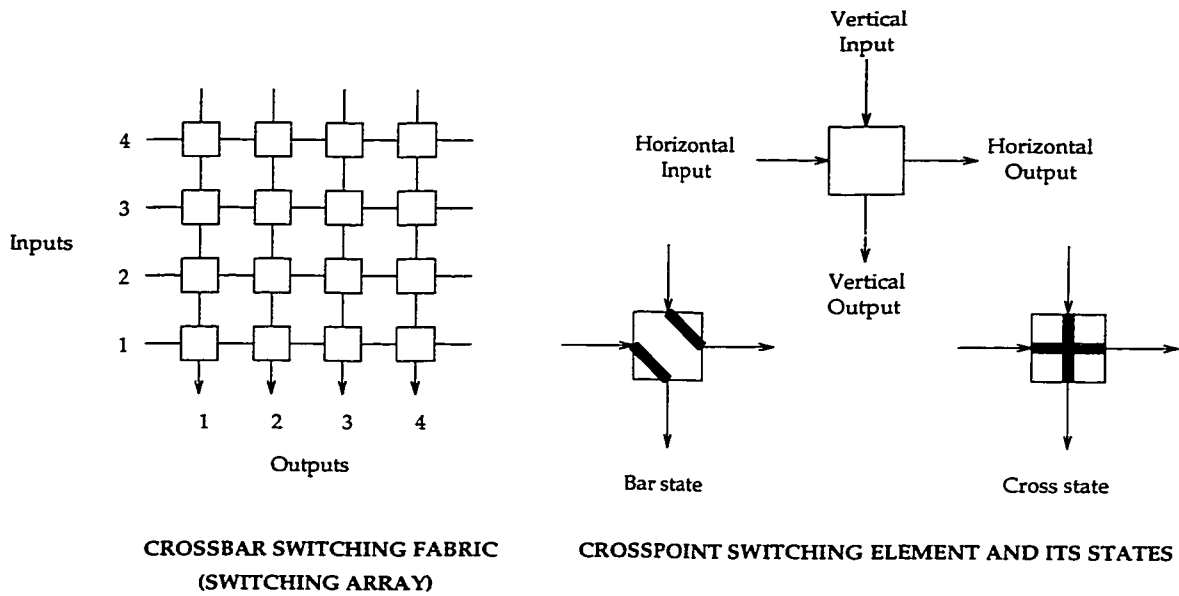 Vertical
Input
Horizontal
Input
Horizontal
Output
Vertical
Output
Inputs
4
3
2
1
1 2 3 4
Outputs
Bar state
Cross state
CROSSBAR SWITCHING FABRIC
(SWITCHING ARRAY)
CROSSPOINT SWITCHING ELEMENT AND ITS STATES